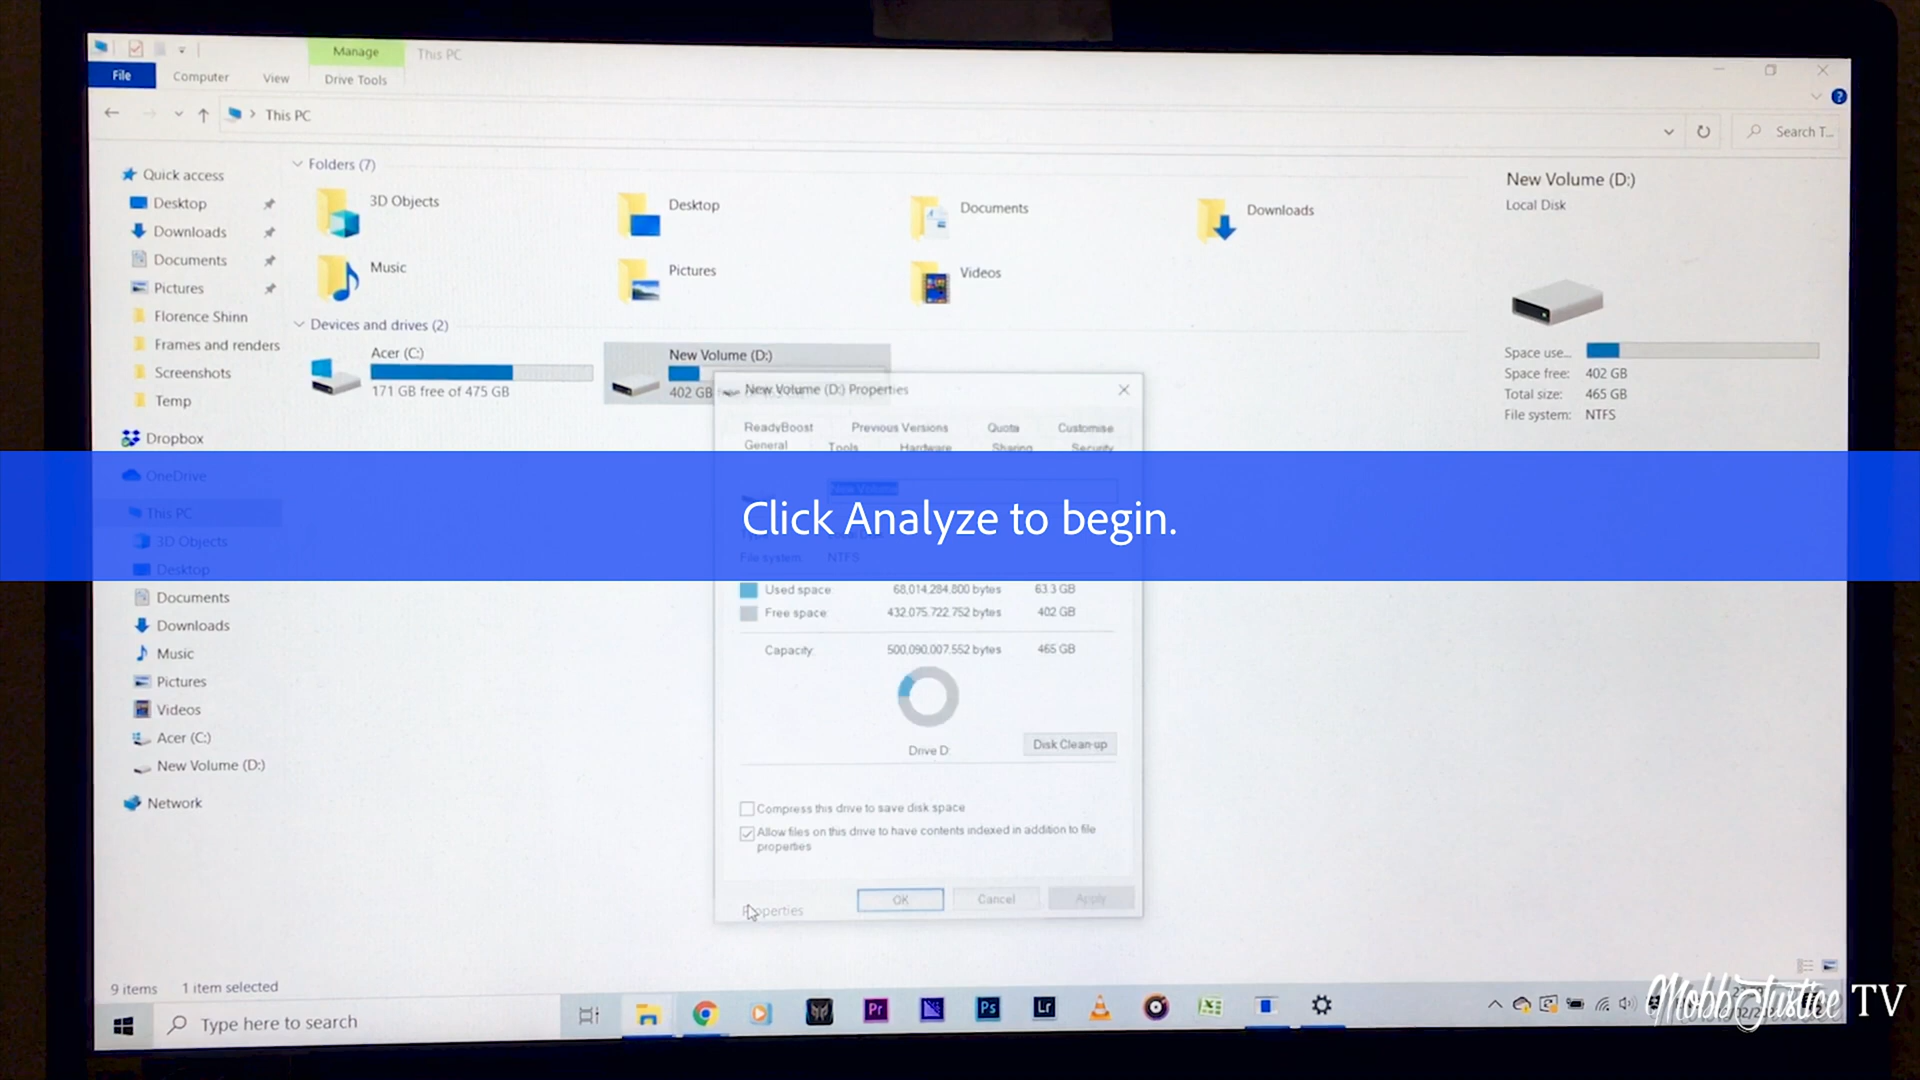 Manage
This PC
File
Computer
View
Drive Tools
This PC
Search T...
Quick access
Desktop
Downloads
Documents
Pictures
Florence Shinn
Frames and renders
Screenshots
Temp
Dropbox
OneDrive
This PC
3D Objects
Desktop
Documents
Downloads
Music
Pictures
Videos
Acer (C:)
New Volume (D:)
Network
Folders (7)
3D Objects
Desktop
Documents
Downloads
Music
Pictures
Videos
Devices and drives (2)
Acer (C:)
171 GB free of 475 GB
New Volume (D:)
402 GB
New Volume (D:)
Local Disk
Space use...
Space free: 402 GB
Total size: 465 GB
File system: NTFS
New Volume (D:) Properties
ReadyBoost Previous Versions Quota Customise
General Tools Hardware Sharing Security
New Volume
Click Analyze to begin.
File system: NTFS
Used space: 68,014,284,800 bytes 63.3 GB
Free space: 432,075,722,752 bytes 402 GB
Capacity: 500,090,007,552 bytes 465 GB
Drive D:
Disk Clean-up
Compress this drive to save disk space
Allow files on this drive to have contents indexed in addition to file
properties
OK Cancel Apply
9 items 1 item selected
Type here to search
Pr
Ps
Lr
Mobb Justice TV